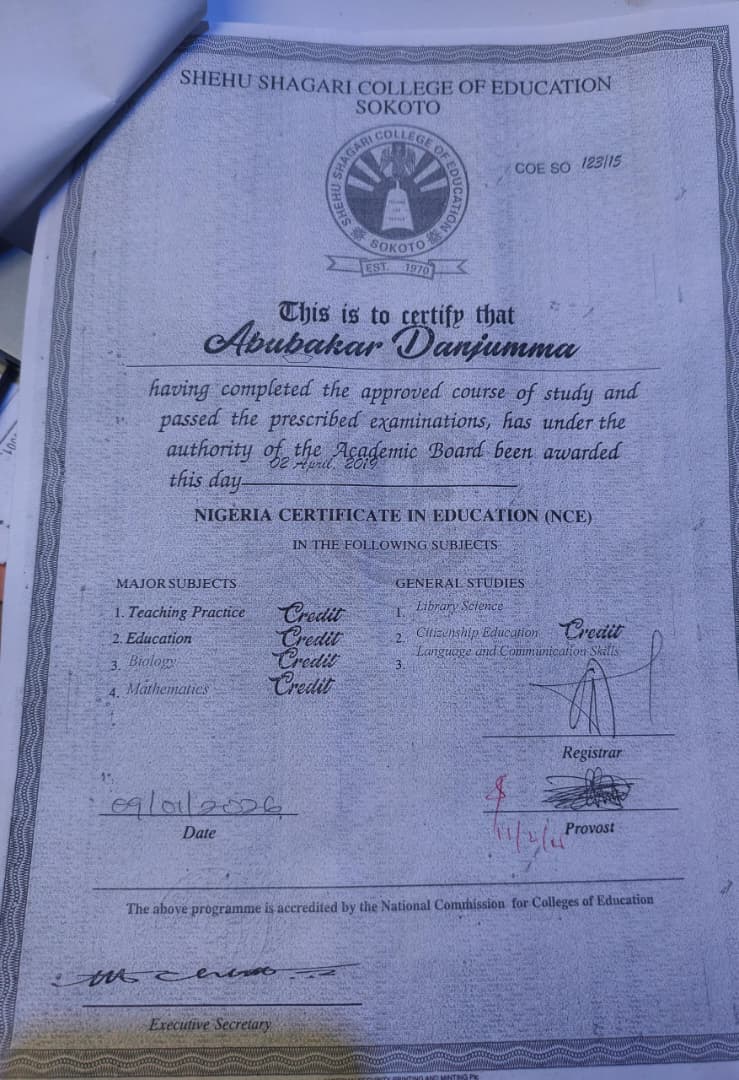 SHEHU SHAGARI COLLEGE OF EDUCATION
SOKOTO
SHEHU SHAGARI COLLEGE OF EDUCATION
SOKOTO
EST. 1970
COE SO 123/15
This is to certify that
Abubakar Danjumma
having completed the approved course of study and
passed the prescribed examinations, has under the
authority of the Academic Board been awarded
02 April, 2019
this day
NIGERIA CERTIFICATE IN EDUCATION (NCE)
IN THE FOLLOWING SUBJECTS
MAJOR SUBJECTS
1. Teaching Practice Credit
2. Education Credit
3. Biology Credit
4. Mathematics Credit
GENERAL STUDIES
1. Library Science
2. Citizenship Education Credit
3. Language and Communication Skills
Registrar
09/01/2026
Date
Provost
The above programme is accredited by the National Commission for Colleges of Education
Executive Secretary